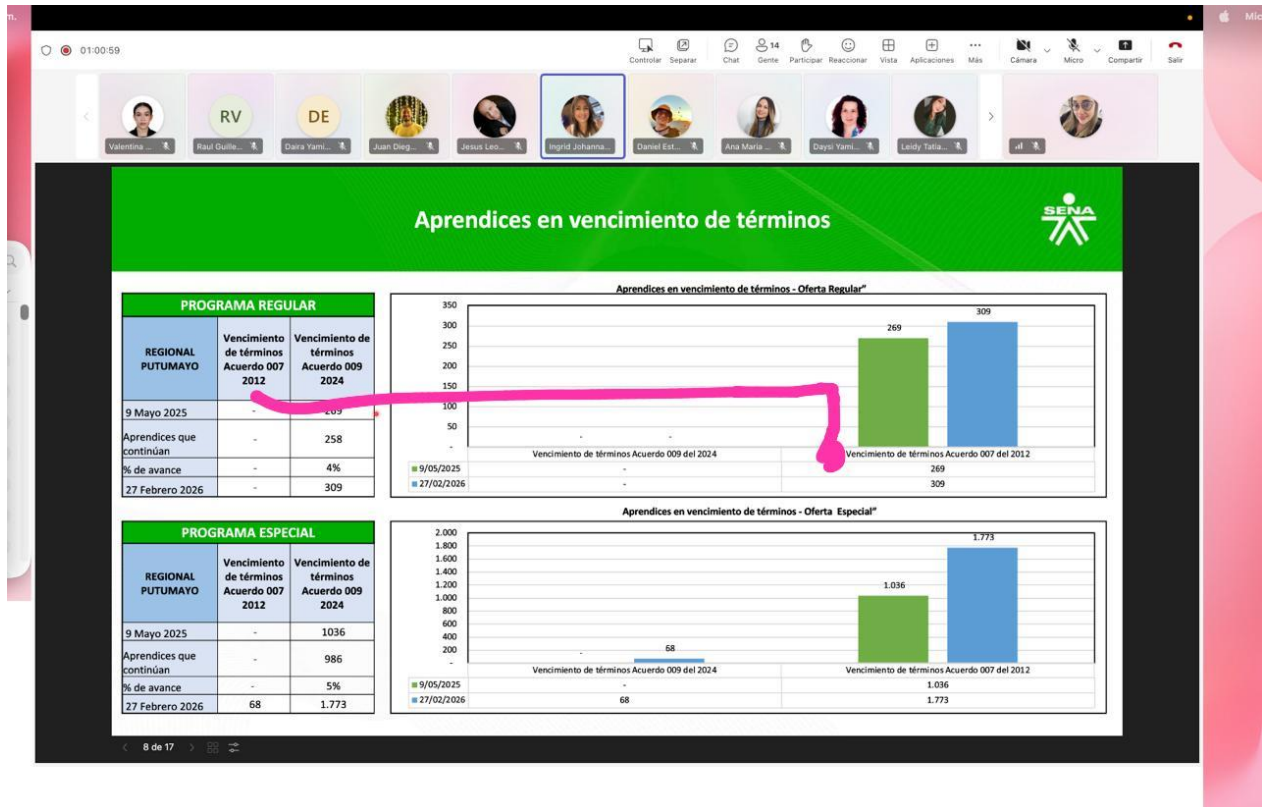 m.
Mic
01:00:59
14
Controlar Separar Chat Gente Participar Reaccionar Vista Aplicaciones Más Cámara Micro Compartir Salir
RV
DE
Valentina ... Raul Guille... Daira Yami... Juan Dieg... Jesus Leo... Ingrid Johanna... Daniel Est... Ana Maria ... Daysi Yami... Leidy Tatia...
Aprendices en vencimiento de términos
SENA
PROGRAMA REGULAR
REGIONAL PUTUMAYO
Vencimiento de términos Acuerdo 007 2012
Vencimiento de términos Acuerdo 009 2024
9 Mayo 2025 - 269
Aprendices que continúan - 258
% de avance - 4%
27 Febrero 2026 - 309
Aprendices en vencimiento de términos - Oferta Regular"
350
300
250
200
150
100
50
-
- - 269 309
Vencimiento de términos Acuerdo 009 del 2024 Vencimiento de términos Acuerdo 007 del 2012
9/05/2025 - 269
27/02/2026 - 309
PROGRAMA ESPECIAL
REGIONAL PUTUMAYO
Vencimiento de términos Acuerdo 007 2012
Vencimiento de términos Acuerdo 009 2024
9 Mayo 2025 - 1036
Aprendices que continúan - 986
% de avance - 5%
27 Febrero 2026 68 1.773
Aprendices en vencimiento de términos - Oferta Especial"
2.000
1.800
1.600
1.400
1.200
1.000
800
600
400
200
-
- 68 1.036 1.773
Vencimiento de términos Acuerdo 009 del 2024 Vencimiento de términos Acuerdo 007 del 2012
9/05/2025 - 1.036
27/02/2026 68 1.773
8 de 17